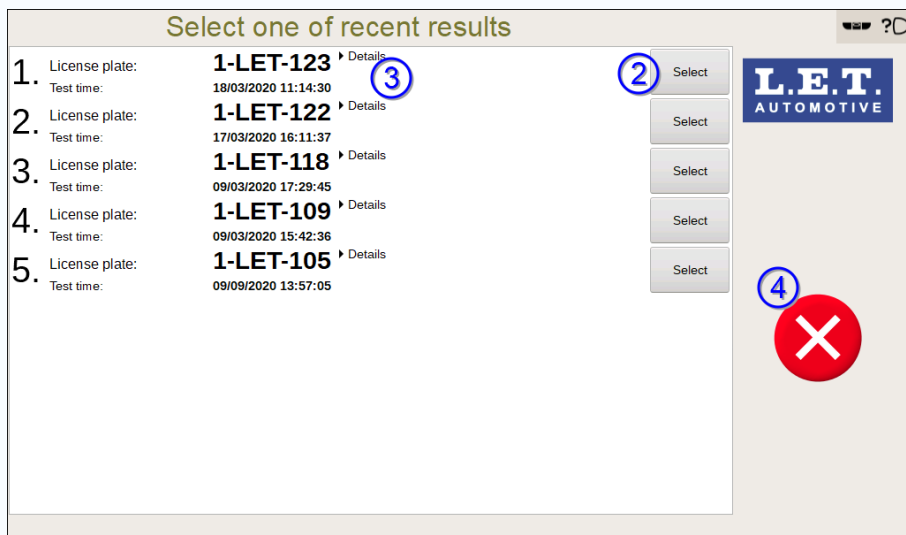 Select one of recent results
?
1. License plate: 1-LET-123 Details
Test time: 18/03/2020 11:14:30
3
2
Select
L.E.T.
AUTOMOTIVE
2. License plate: 1-LET-122 Details
Test time: 17/03/2020 16:11:37
Select
3. License plate: 1-LET-118 Details
Test time: 09/03/2020 17:29:45
Select
4. License plate: 1-LET-109 Details
Test time: 09/03/2020 15:42:36
Select
5. License plate: 1-LET-105 Details
Test time: 09/09/2020 13:57:05
Select
4